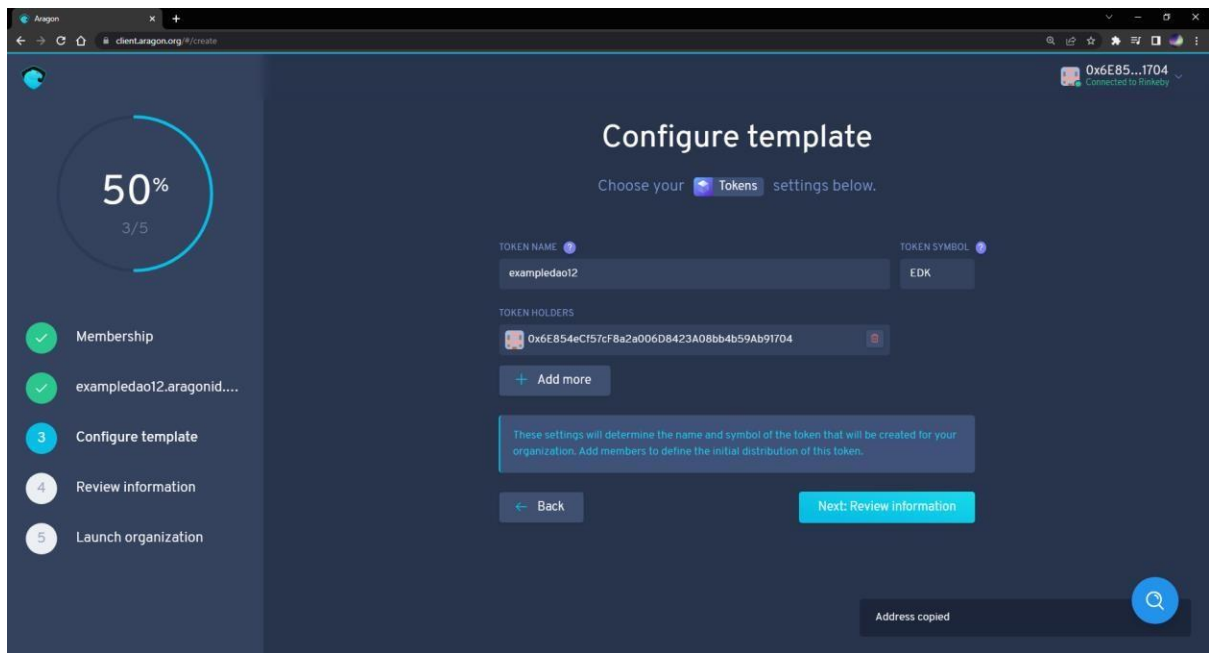 Aragon
client.aragon.org/#/create
0x6E85...1704
Connected to Rinkeby
50%
3/5
Membership
exampledao12.aragonid....
3 Configure template
4 Review information
5 Launch organization
Configure template
Choose your Tokens settings below.
TOKEN NAME ? TOKEN SYMBOL ?
exampledao12 EDK
TOKEN HOLDERS
0x6E854eCf57cF8a2a006D8423A08bb4b59Ab91704
+ Add more
These settings will determine the name and symbol of the token that will be created for your
organization. Add members to define the initial distribution of this token.
← Back Next: Review information
Address copied